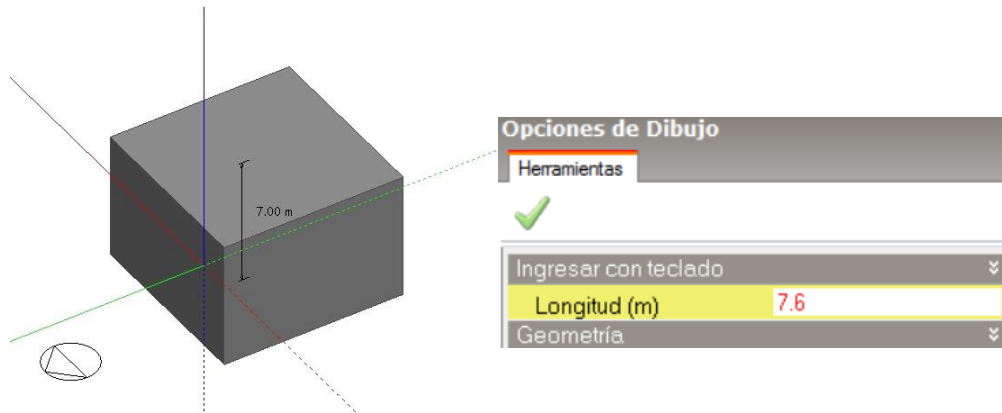 7.00 m
Opciones de Dibujo
Herramientas
Ingresar con teclado
Longitud (m) 7.6
Geometría